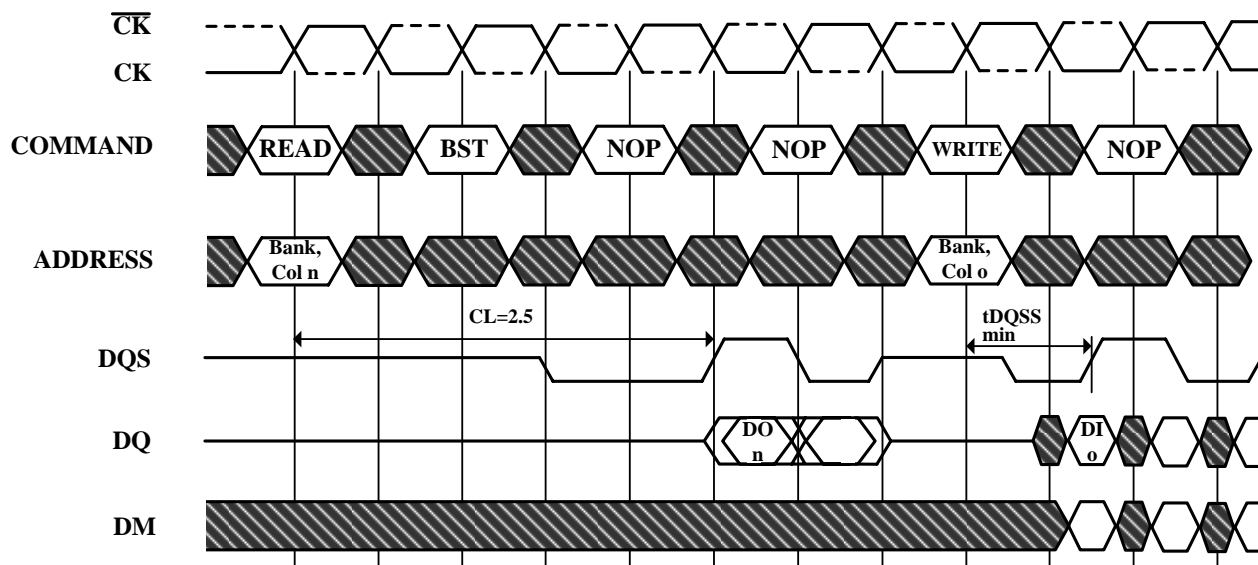 CK
CK
COMMAND
READ
BST
NOP
NOP
WRITE
NOP
ADDRESS
Bank,
Col n
Bank,
Col o
CL=2.5
tDQSS
min
DQS
DQ
DO
n
DI
o
DM